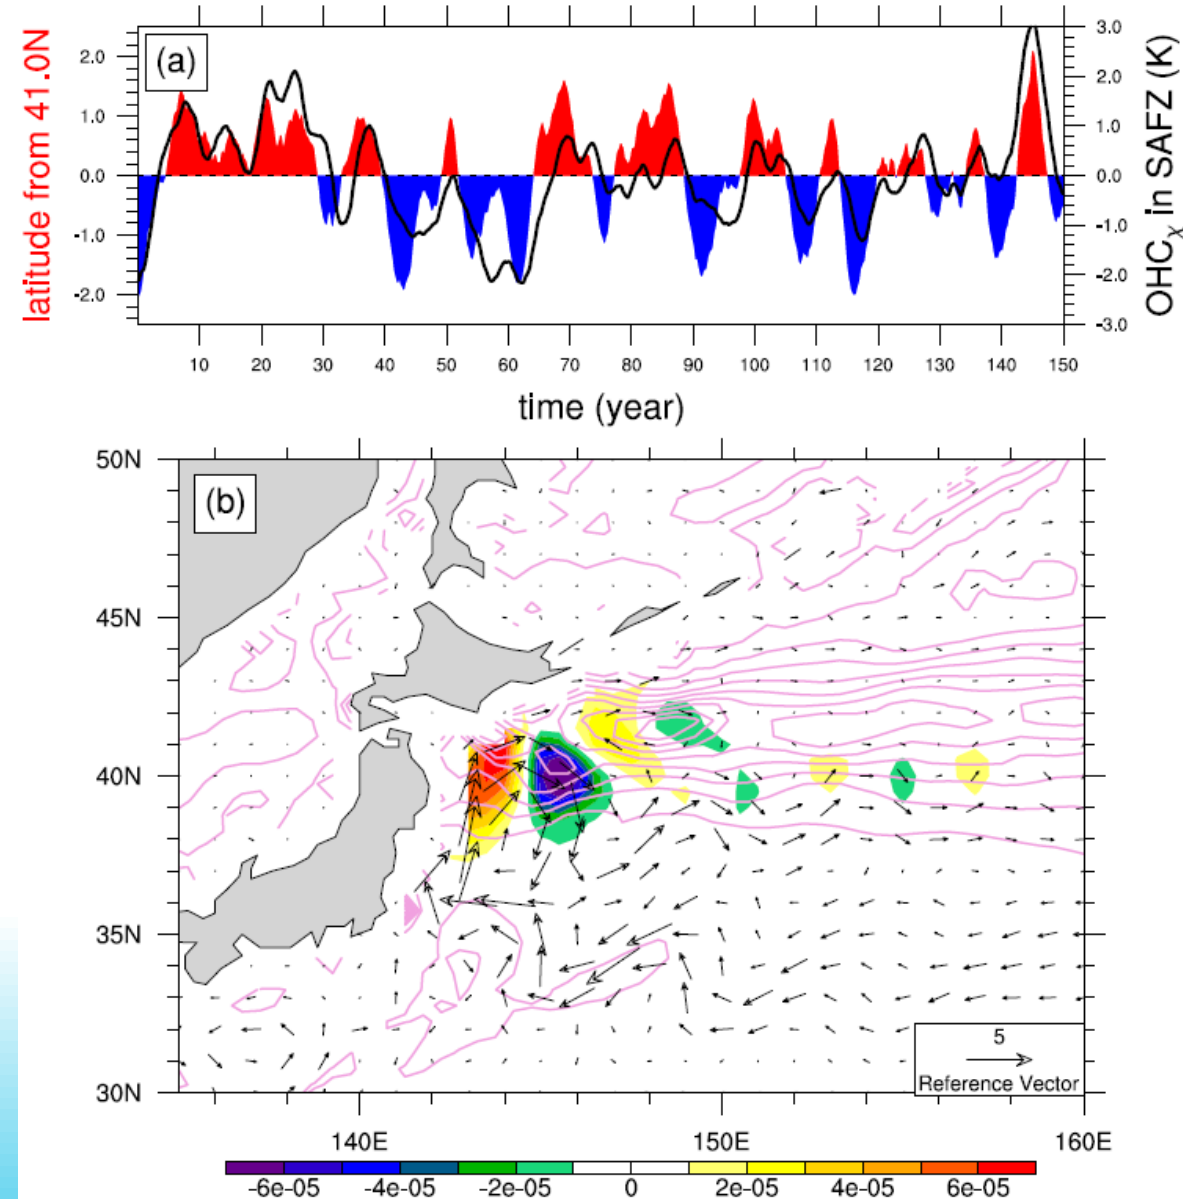 (a)
latitude from 41.0N
2.0
1.0
0.0
-1.0
-2.0
3.0
2.0
1.0
0.0
-1.0
-2.0
-3.0
OHCχ in SAFZ (K)
10 20 30 40 50 60 70 80 90 100 110 120 130 140 150
time (year)
(b)
50N
45N
40N
35N
30N
5
Reference Vector
140E 150E 160E
-6e-05 -4e-05 -2e-05 0 2e-05 4e-05 6e-05